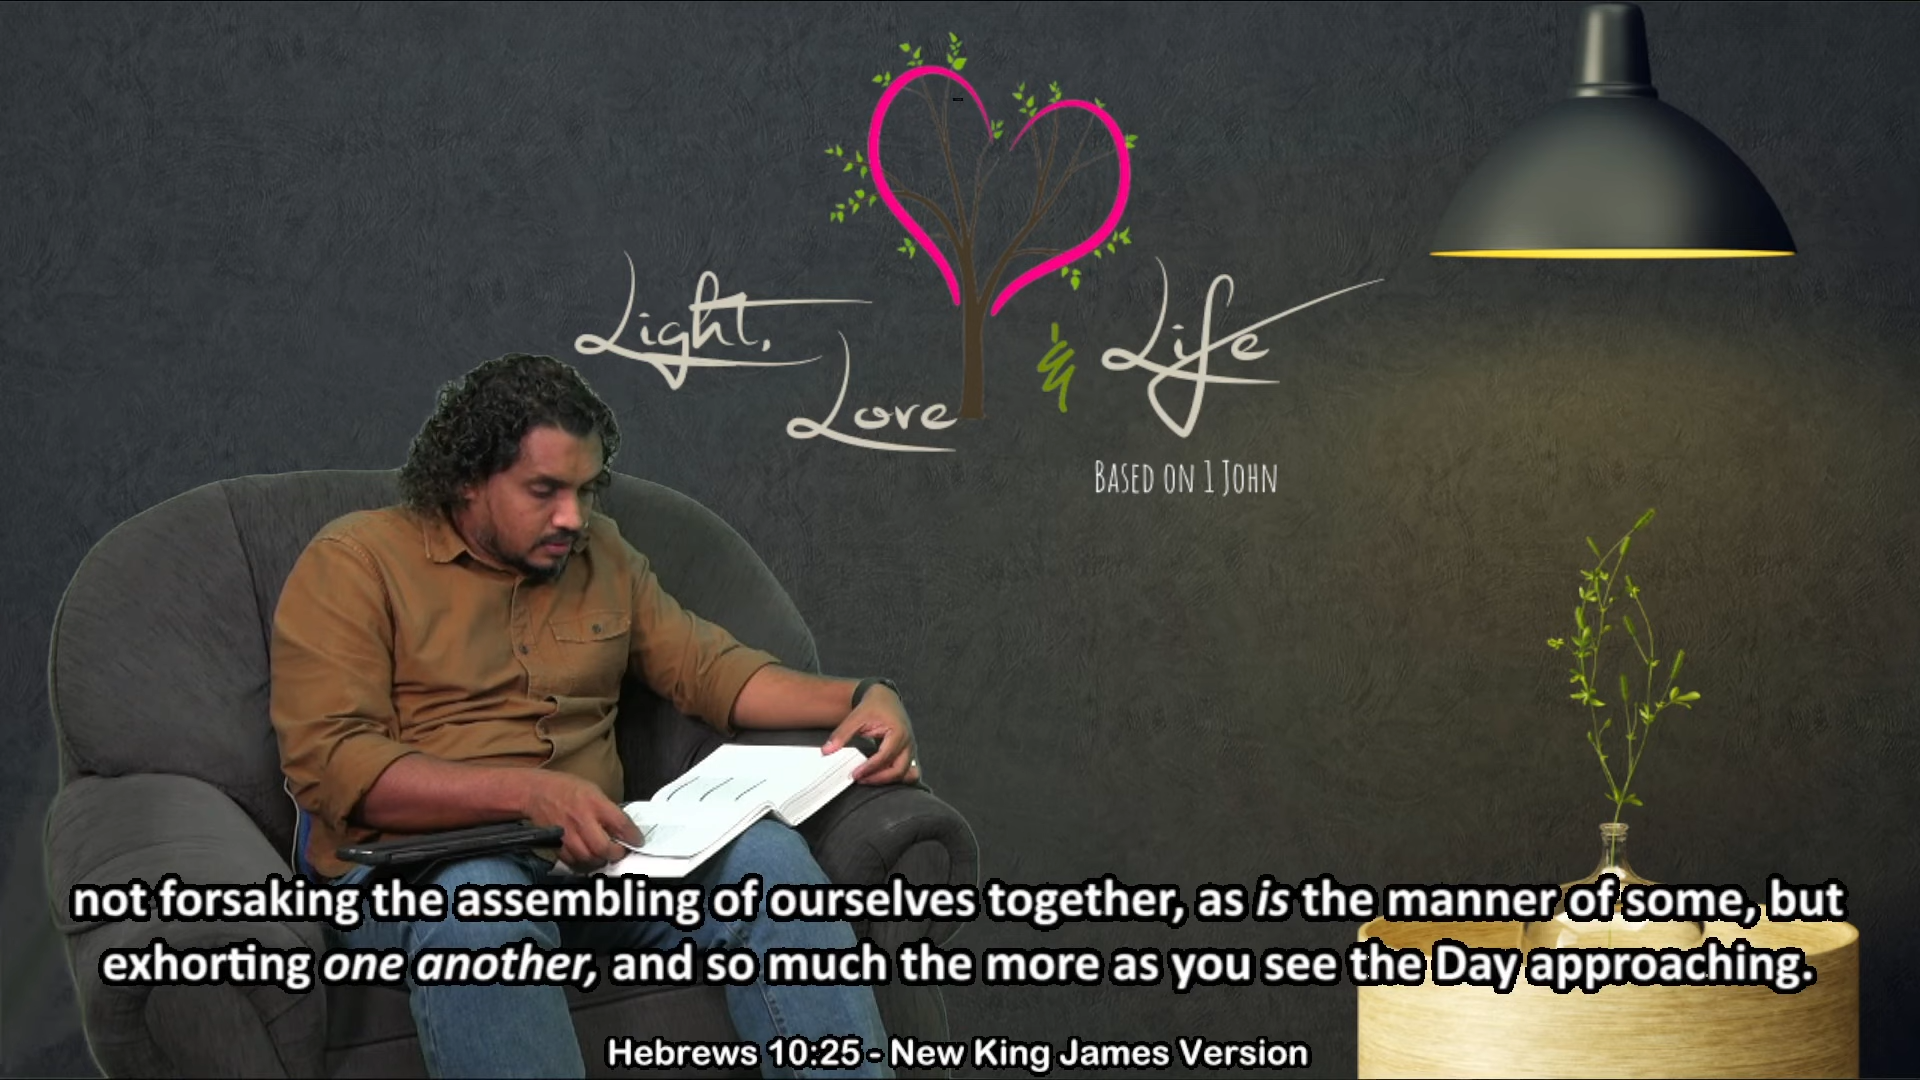 Light,
Love
& Life
Based on 1 John
not forsaking the assembling of ourselves together, as is the manner of some, but
exhorting one another, and so much the more as you see the Day approaching.
Hebrews 10:25 - New King James Version